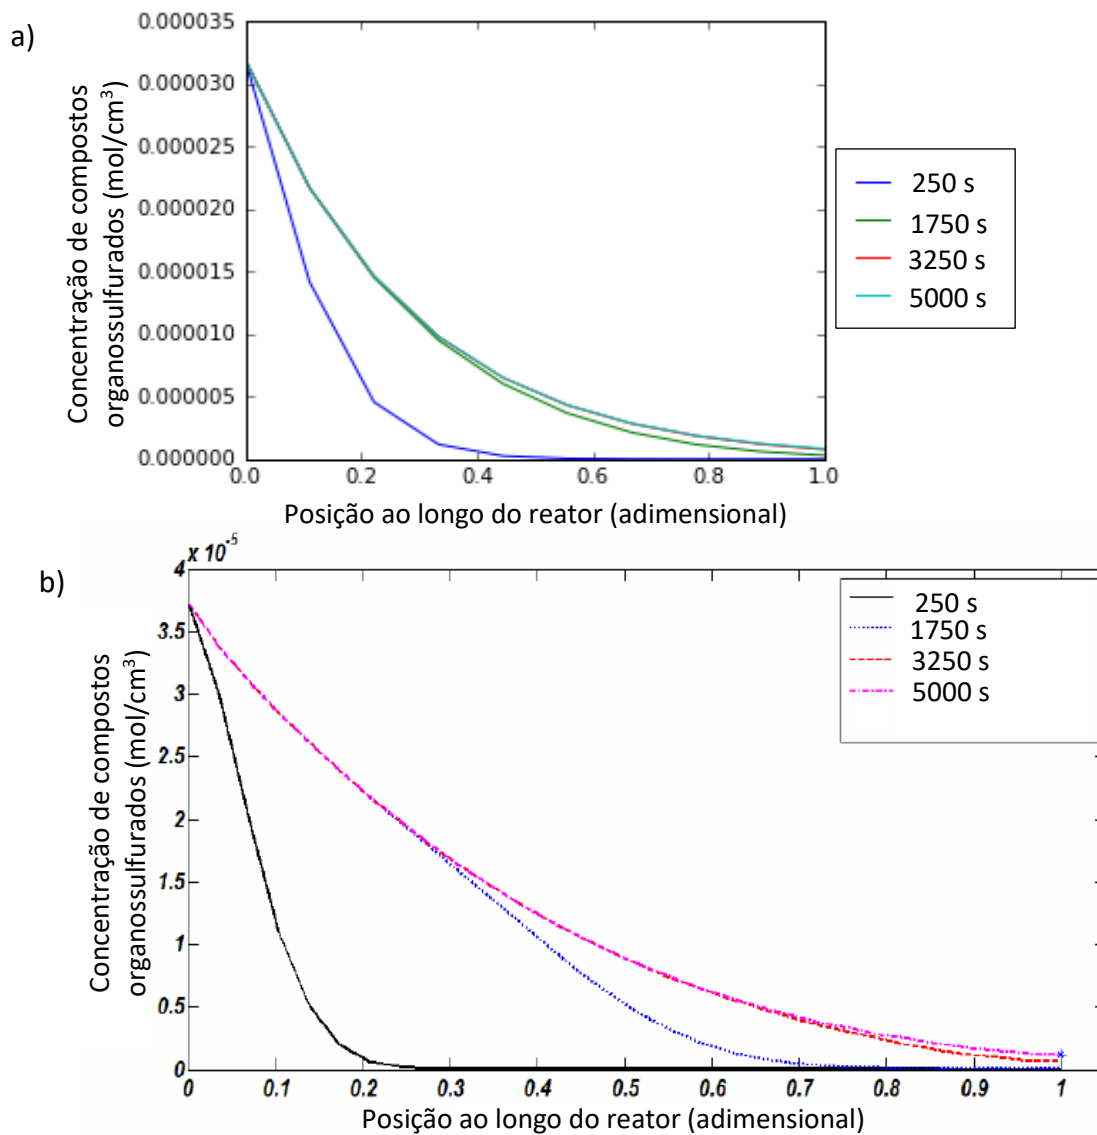 a)
Concentração de compostos
organossulfurados (mol/cm³)
0.000035
0.000030
0.000025
0.000020
0.000015
0.000010
0.000005
0.000000
0.0 0.2 0.4 0.6 0.8 1.0
Posição ao longo do reator (adimensional)
250 s
1750 s
3250 s
5000 s
b)
Concentração de compostos
organossulfurados (mol/cm³)
x 10⁻⁵
4
3.5
3
2.5
2
1.5
1
0.5
0
0 0.1 0.2 0.3 0.4 0.5 0.6 0.7 0.8 0.9 1
Posição ao longo do reator (adimensional)
250 s
1750 s
3250 s
5000 s